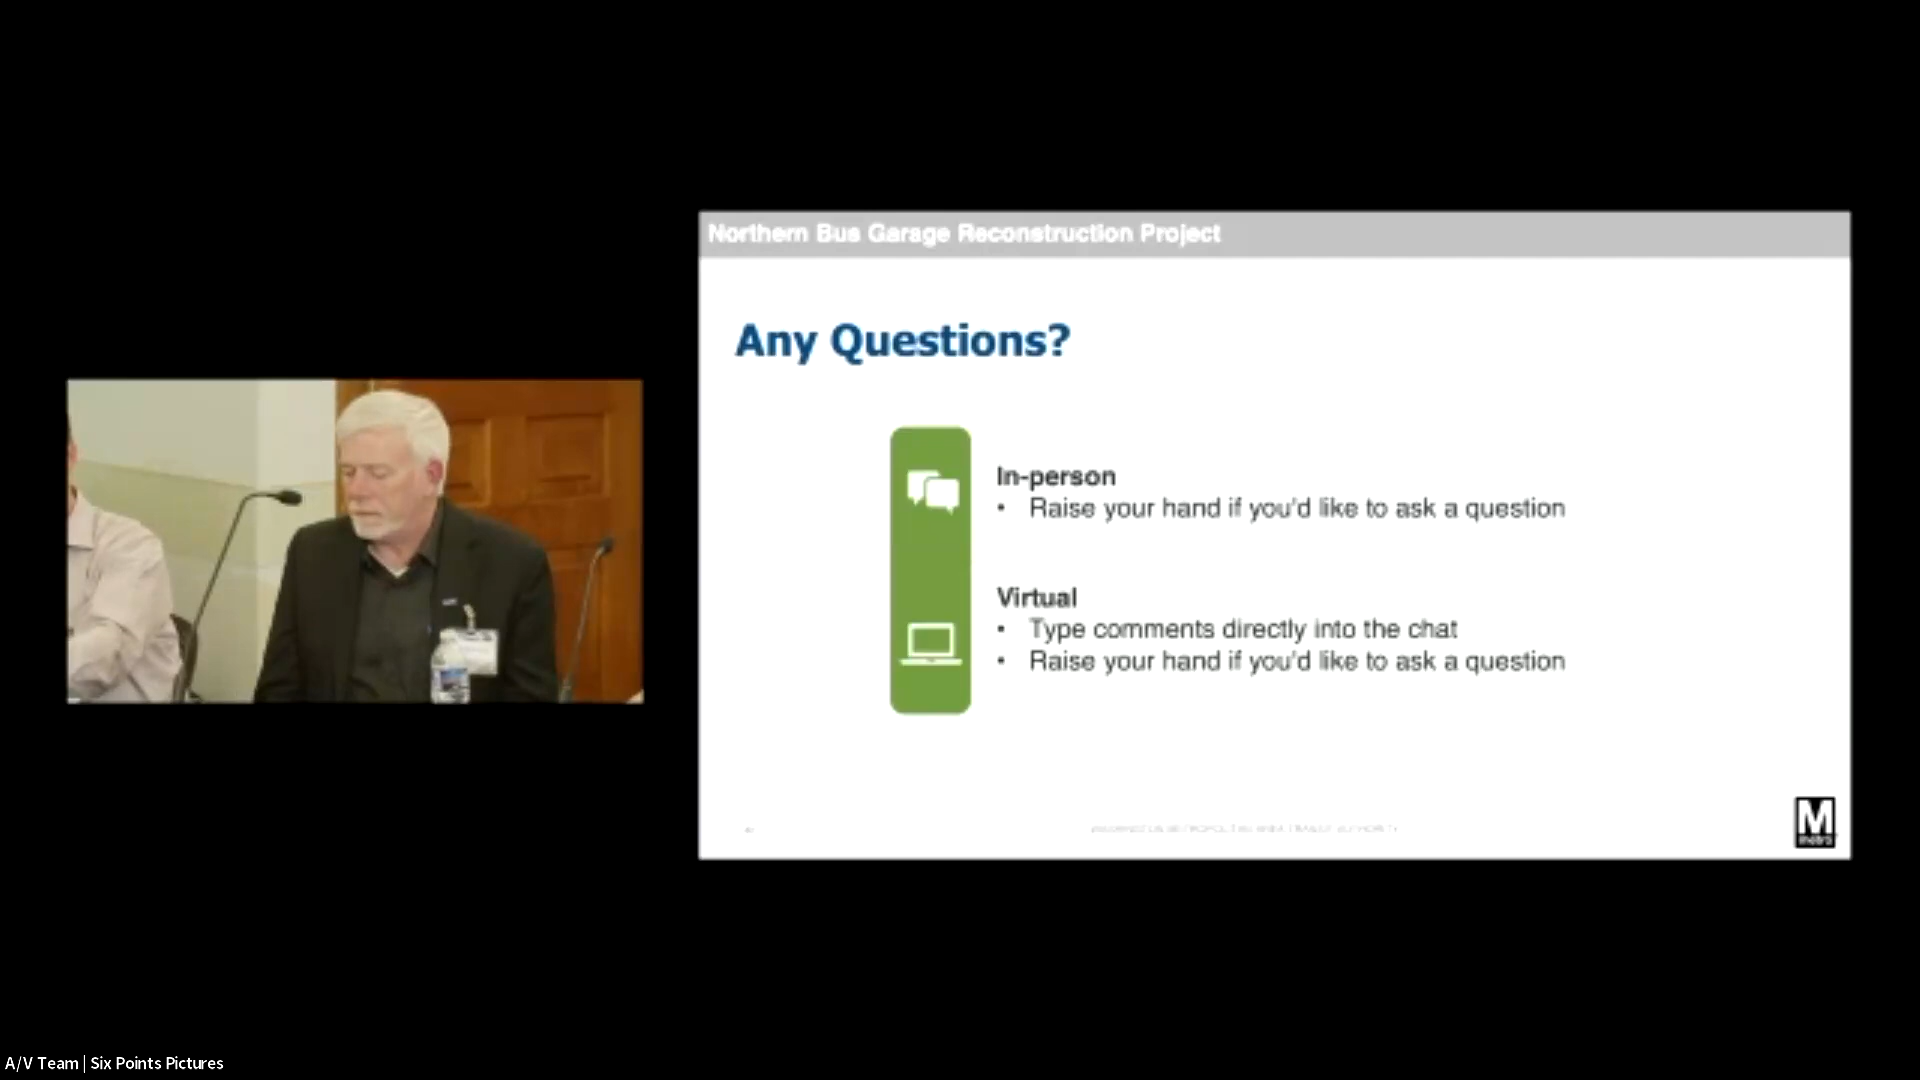 Northern Bus Garage Reconstruction Project
Any Questions?
In-person
• Raise your hand if you'd like to ask a question
Virtual
• Type comments directly into the chat
• Raise your hand if you'd like to ask a question
M
metro
A/V Team | Six Points Pictures